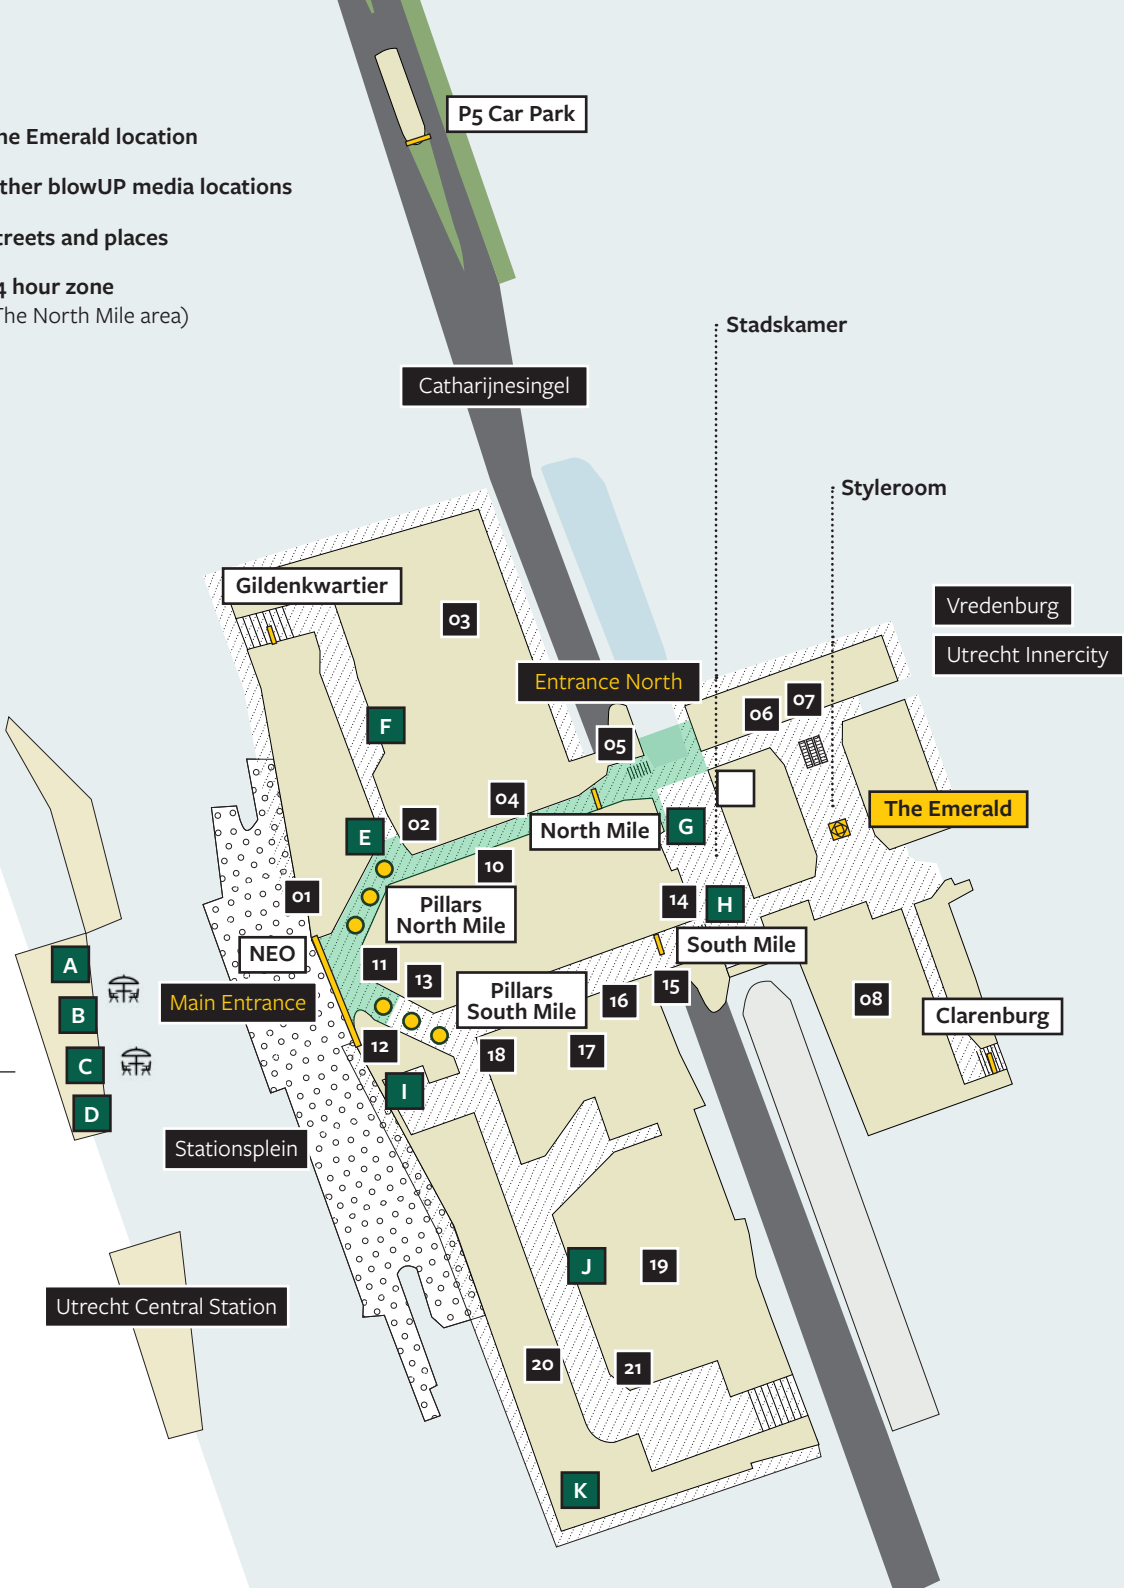 P5 Car Park
he Emerald location
ther blowUP media locations
treets and places
4 hour zone
The North Mile area)
Stadskamer
Catharijnesingel
Styleroom
Gildenkwartier
03
Vredenburg
Utrecht Innercity
Entrance North
07
06
F
05
04
The Emerald
02
E
North Mile
G
10
01
14
H
Pillars
North Mile
NEO
South Mile
A
11
13
15
Pillars
South Mile
16
08
Main Entrance
B
Clarenburg
12
18
17
C
I
D
Stationsplein
J
19
Utrecht Central Station
20
21
K